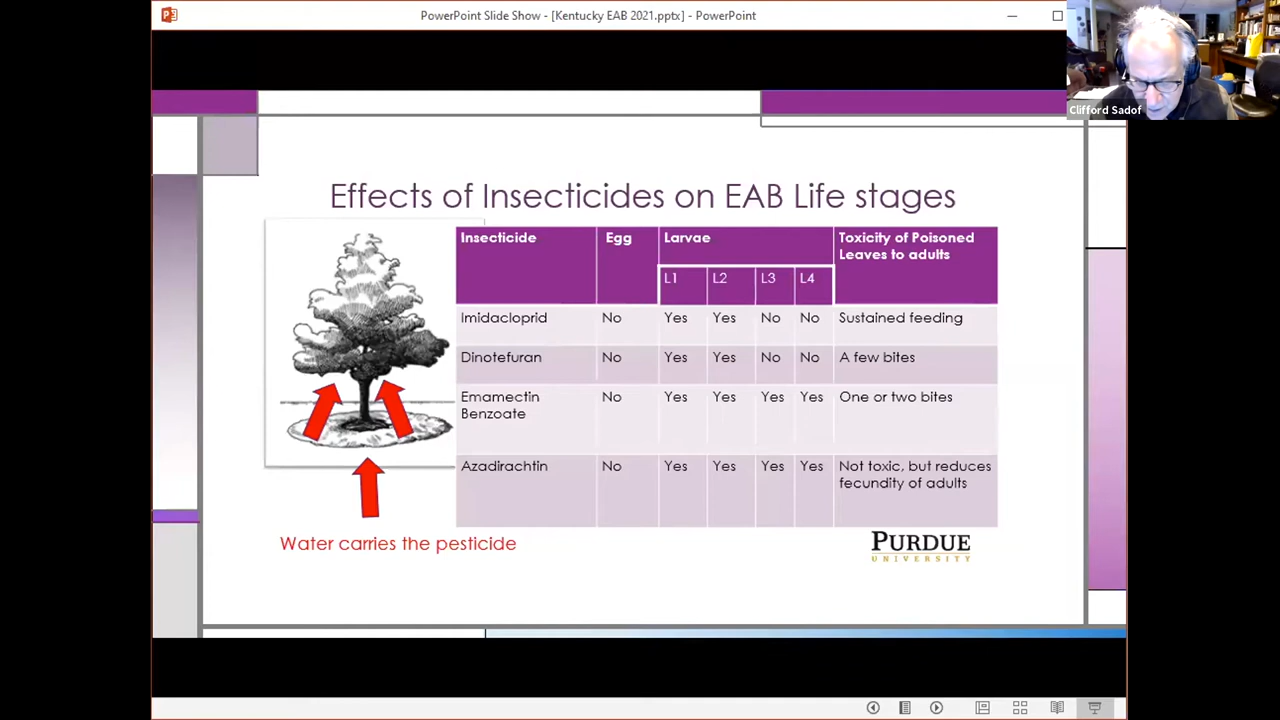 PowerPoint Slide Show - [Kentucky EAB 2021.pptx] - PowerPoint
Clifford Sadof
Effects of Insecticides on EAB Life stages
Insecticide Egg Larvae Toxicity of Poisoned
Leaves to adults
L1 L2 L3 L4
Imidacloprid No Yes Yes No No Sustained feeding
Dinotefuran No Yes Yes No No A few bites
Emamectin No Yes Yes Yes Yes One or two bites
Benzoate
Azadirachtin No Yes Yes Yes Yes Not toxic, but reduces
fecundity of adults
Water carries the pesticide
PURDUE
UNIVERSITY